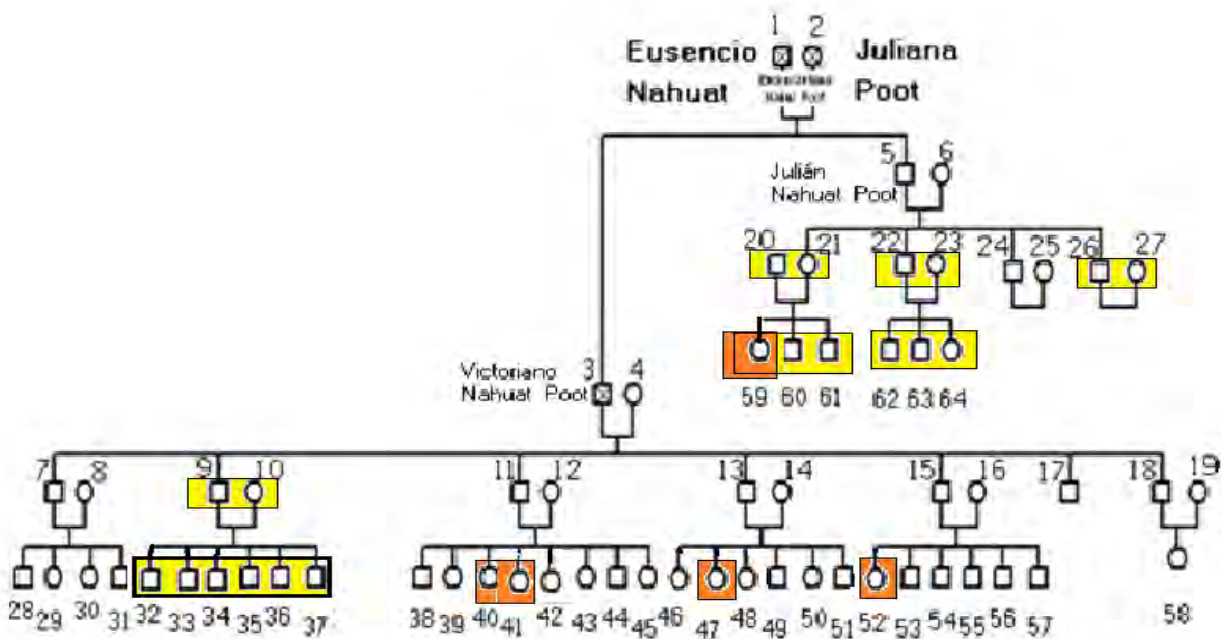 1 2
Eusencio Juliana
Nahuat Poot
5 6
Julián
Nahuat Poot
20 21 22 23 24 25 26 27
59 60 61 62 63 64
Victoriano 3 4
Nahuat Poot
7 8 9 10 11 12 13 14 15 16 17 18 19
28 29 30 31 32 33 34 35 36 37 38 39 40 41 42 43 44 45 46 47 48 49 50 51 52 53 54 55 56 57 58